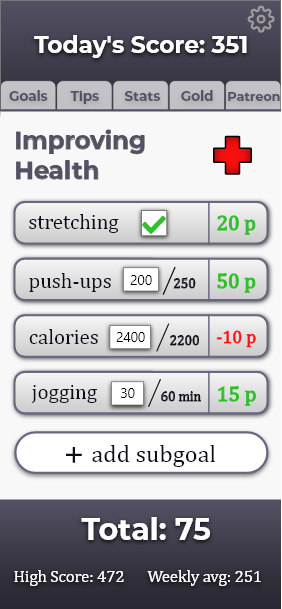 Today's Score: 351
Goals Tips Stats Gold Patreon
Improving
Health
stretching 20 p
push-ups 200/250 50 p
calories 2400/2200 -10 p
jogging 30/60 min 15 p
+ add subgoal
Total: 75
High Score: 472 Weekly avg: 251